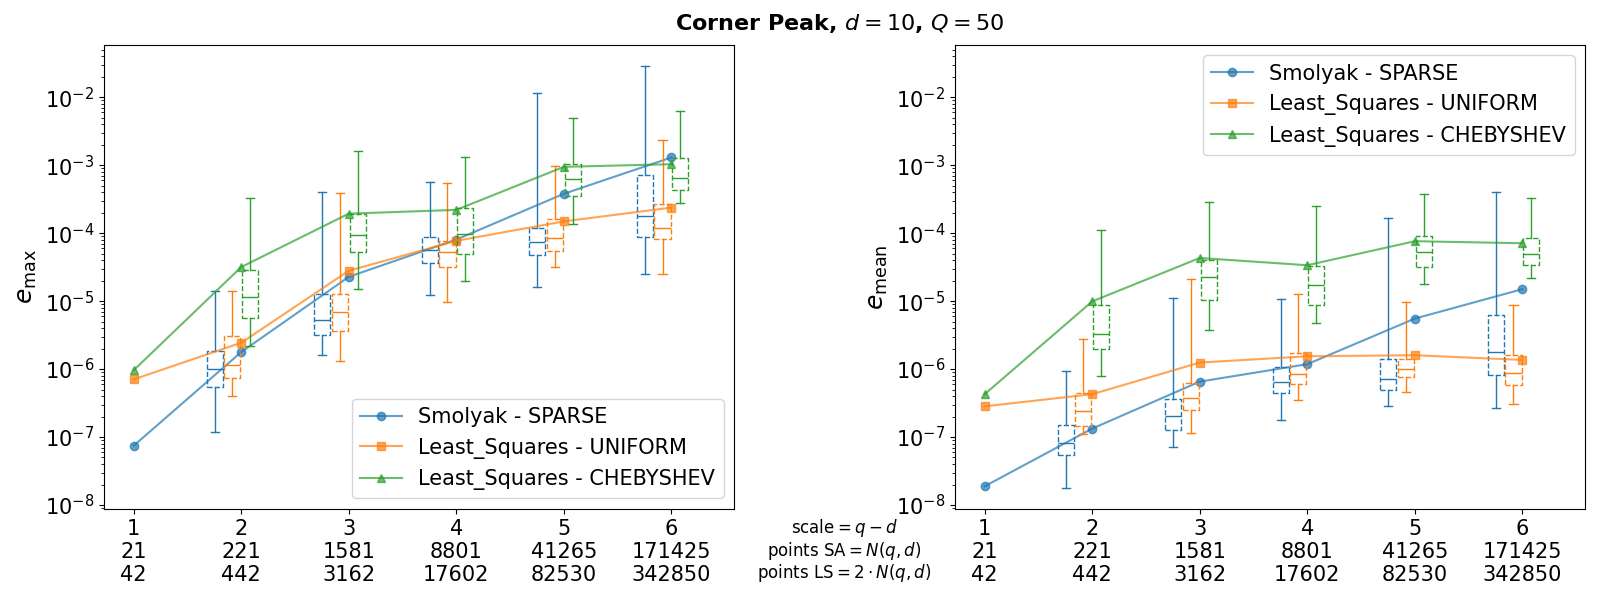 Corner Peak, d = 10, Q = 50
e_max
10^-2
10^-3
10^-4
10^-5
10^-6
10^-7
10^-8
Smolyak - SPARSE
Least_Squares - UNIFORM
Least_Squares - CHEBYSHEV
1 2 3 4 5 6
21 221 1581 8801 41265 171425
42 442 3162 17602 82530 342850
scale = q − d
points SA = N(q, d)
points LS = 2 · N(q, d)
e_mean
10^-2
10^-3
10^-4
10^-5
10^-6
10^-7
10^-8
Smolyak - SPARSE
Least_Squares - UNIFORM
Least_Squares - CHEBYSHEV
1 2 3 4 5 6
21 221 1581 8801 41265 171425
42 442 3162 17602 82530 342850